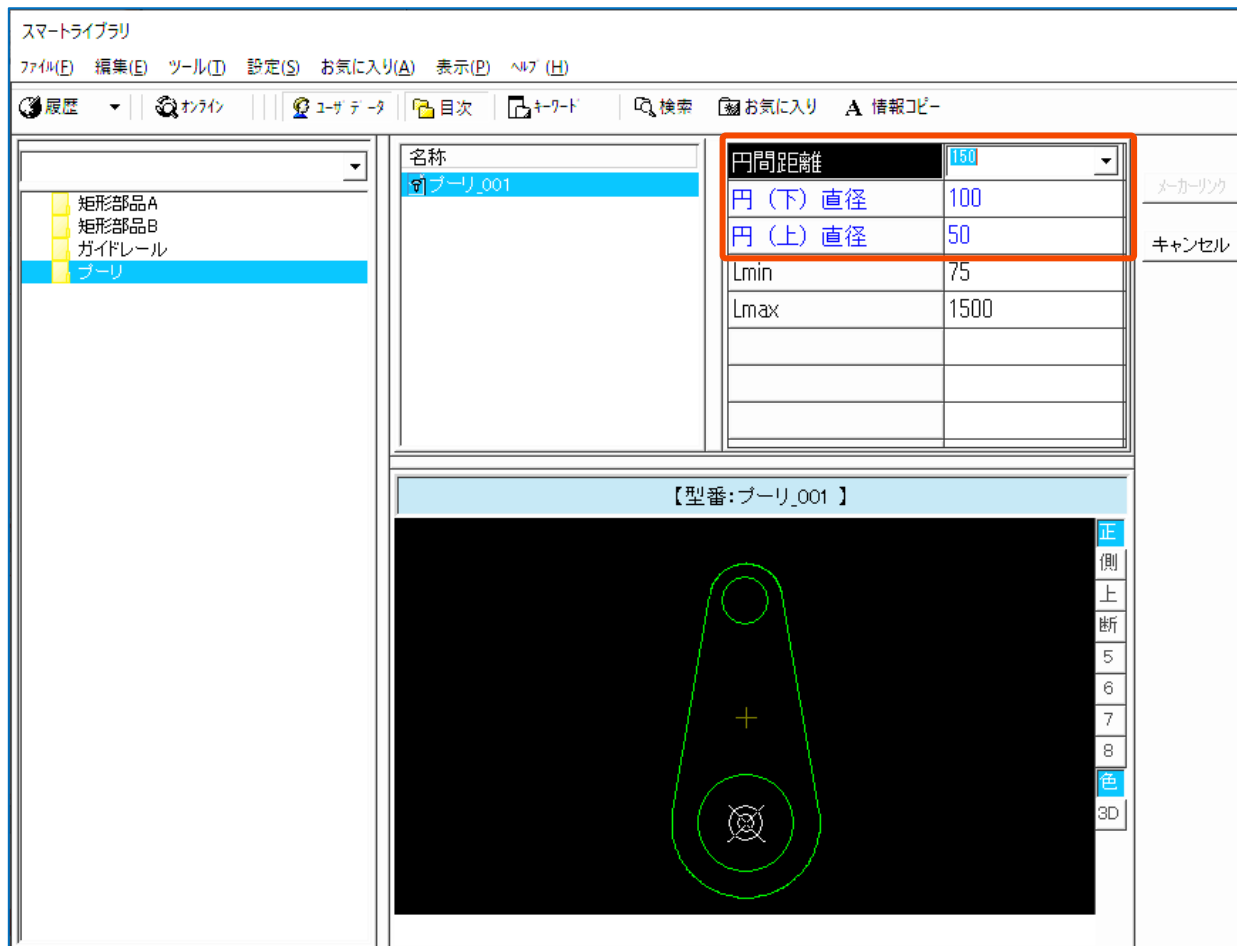 スマートライブラリ
ファイル(F) 編集(E) ツール(T) 設定(S) お気に入り(A) 表示(P) ヘルプ(H)
履歴 オンライン ユーザデータ 目次 キーワード 検索 お気に入り A 情報コピー
矩形部品A
矩形部品B
ガイドレール
プーリ
名称
プーリ_001
円間距離 150
円（下）直径 100
円（上）直径 50
Lmin 75
Lmax 1500
メーカーリンク
キャンセル
【型番:プーリ_001 】
正
側
上
断
5
6
7
8
色
3D